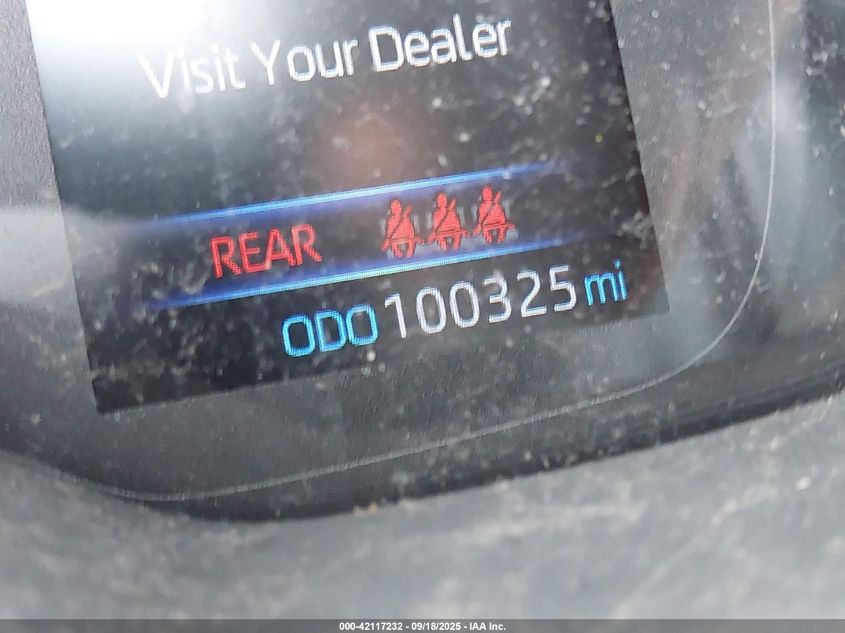 Visit Your Dealer
REAR
ODO 100325 mi
000-42117232 - 09/18/2025 - IAA Inc.